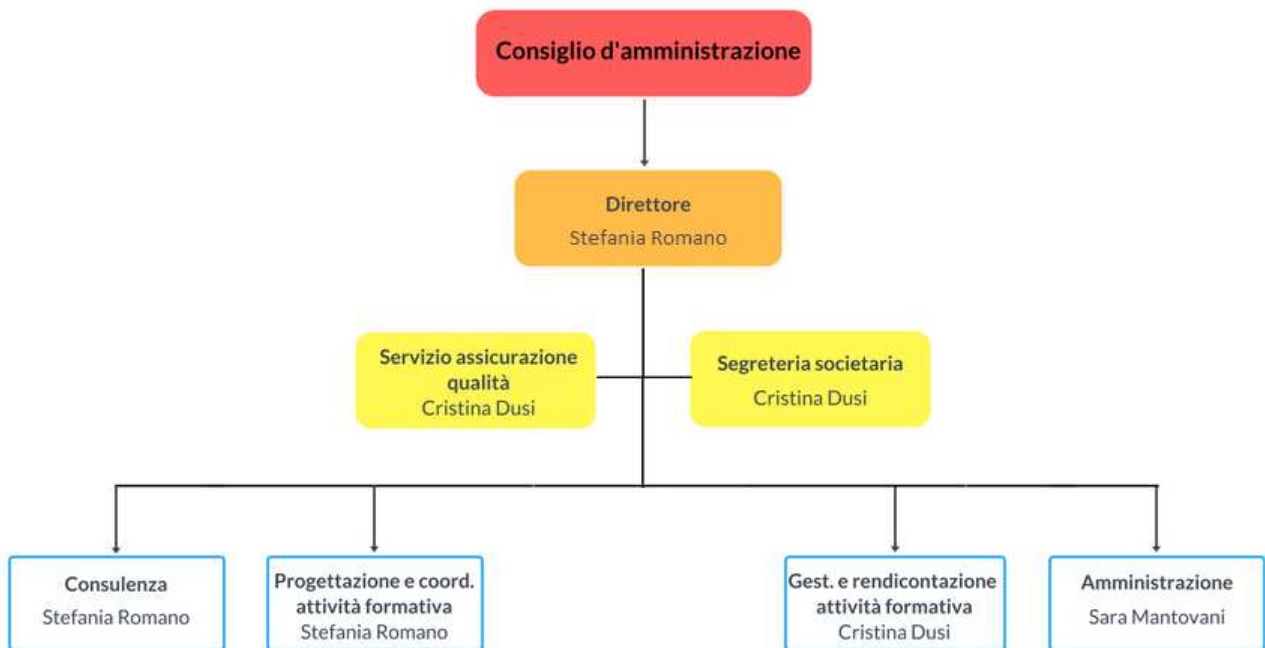 Consiglio d'amministrazione
Direttore
Stefania Romano
Servizio assicurazione
qualità
Cristina Dusi
Segreteria societaria
Cristina Dusi
Consulenza
Stefania Romano
Progettazione e coord.
attività formativa
Stefania Romano
Gest. e rendicontazione
attività formativa
Cristina Dusi
Amministrazione
Sara Mantovani